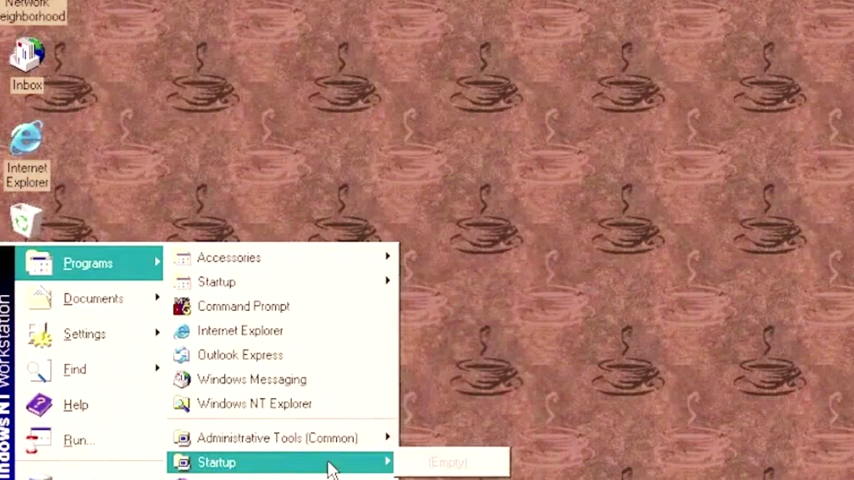 Network
eighborhood
Inbox
Internet
Explorer
Programs
Documents
Settings
Find
Help
Run...
indows NT Workstation
Accessories
Startup
Command Prompt
Internet Explorer
Outlook Express
Windows Messaging
Windows NT Explorer
Administrative Tools (Common)
Startup
(Empty)